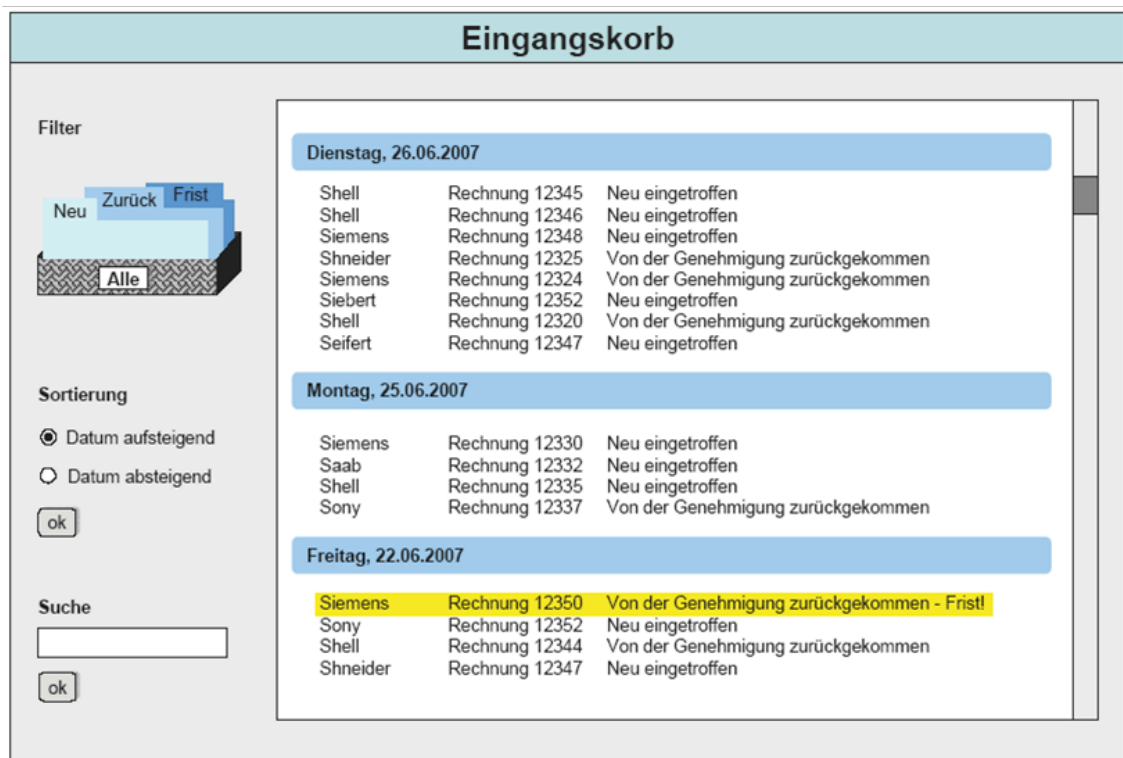 Eingangskorb
Filter
Neu
Zurück
Frist
Alle
Sortierung
Datum aufsteigend
Datum absteigend
ok
Suche
ok
Dienstag, 26.06.2007
Shell Rechnung 12345 Neu eingetroffen
Shell Rechnung 12346 Neu eingetroffen
Siemens Rechnung 12348 Neu eingetroffen
Shneider Rechnung 12325 Von der Genehmigung zurückgekommen
Siemens Rechnung 12324 Von der Genehmigung zurückgekommen
Siebert Rechnung 12352 Neu eingetroffen
Shell Rechnung 12320 Von der Genehmigung zurückgekommen
Seifert Rechnung 12347 Neu eingetroffen
Montag, 25.06.2007
Siemens Rechnung 12330 Neu eingetroffen
Saab Rechnung 12332 Neu eingetroffen
Shell Rechnung 12335 Neu eingetroffen
Sony Rechnung 12337 Von der Genehmigung zurückgekommen
Freitag, 22.06.2007
Siemens Rechnung 12350 Von der Genehmigung zurückgekommen - Frist!
Sony Rechnung 12352 Neu eingetroffen
Shell Rechnung 12344 Von der Genehmigung zurückgekommen
Shneider Rechnung 12347 Neu eingetroffen